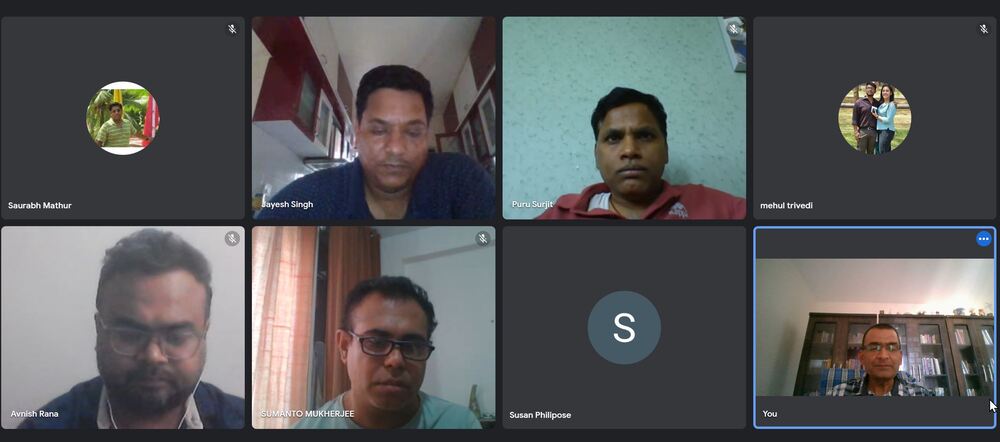 Saurabh Mathur
Jayesh Singh
Puru Surjit
mehul trivedi
Avnish Rana
SUMANTO MUKHERJEE
S
Susan Philipose
You